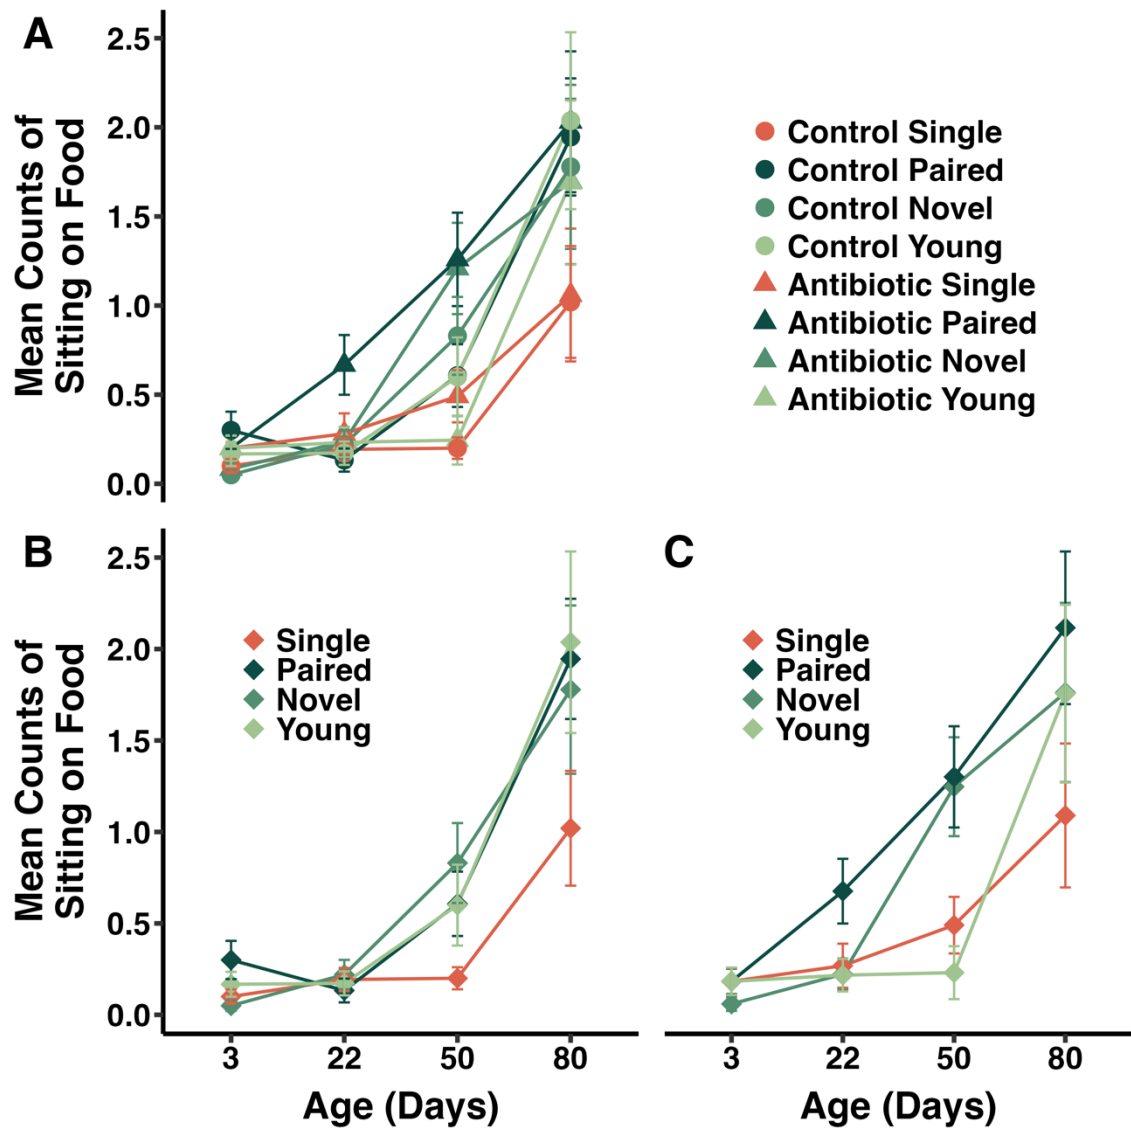 A
Mean Counts of
Sitting on Food
2.5
2.0
1.5
1.0
0.5
0.0
Control Single
Control Paired
Control Novel
Control Young
Antibiotic Single
Antibiotic Paired
Antibiotic Novel
Antibiotic Young
B
Mean Counts of
Sitting on Food
2.5
2.0
1.5
1.0
0.5
0.0
Single
Paired
Novel
Young
3 22 50 80
Age (Days)
C
Single
Paired
Novel
Young
3 22 50 80
Age (Days)